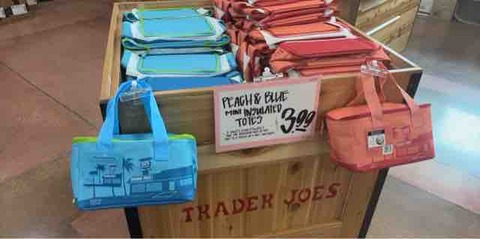 PEACH & BLUE
MINI INSULATED
TOTES
3.99
TRADER JOE'S